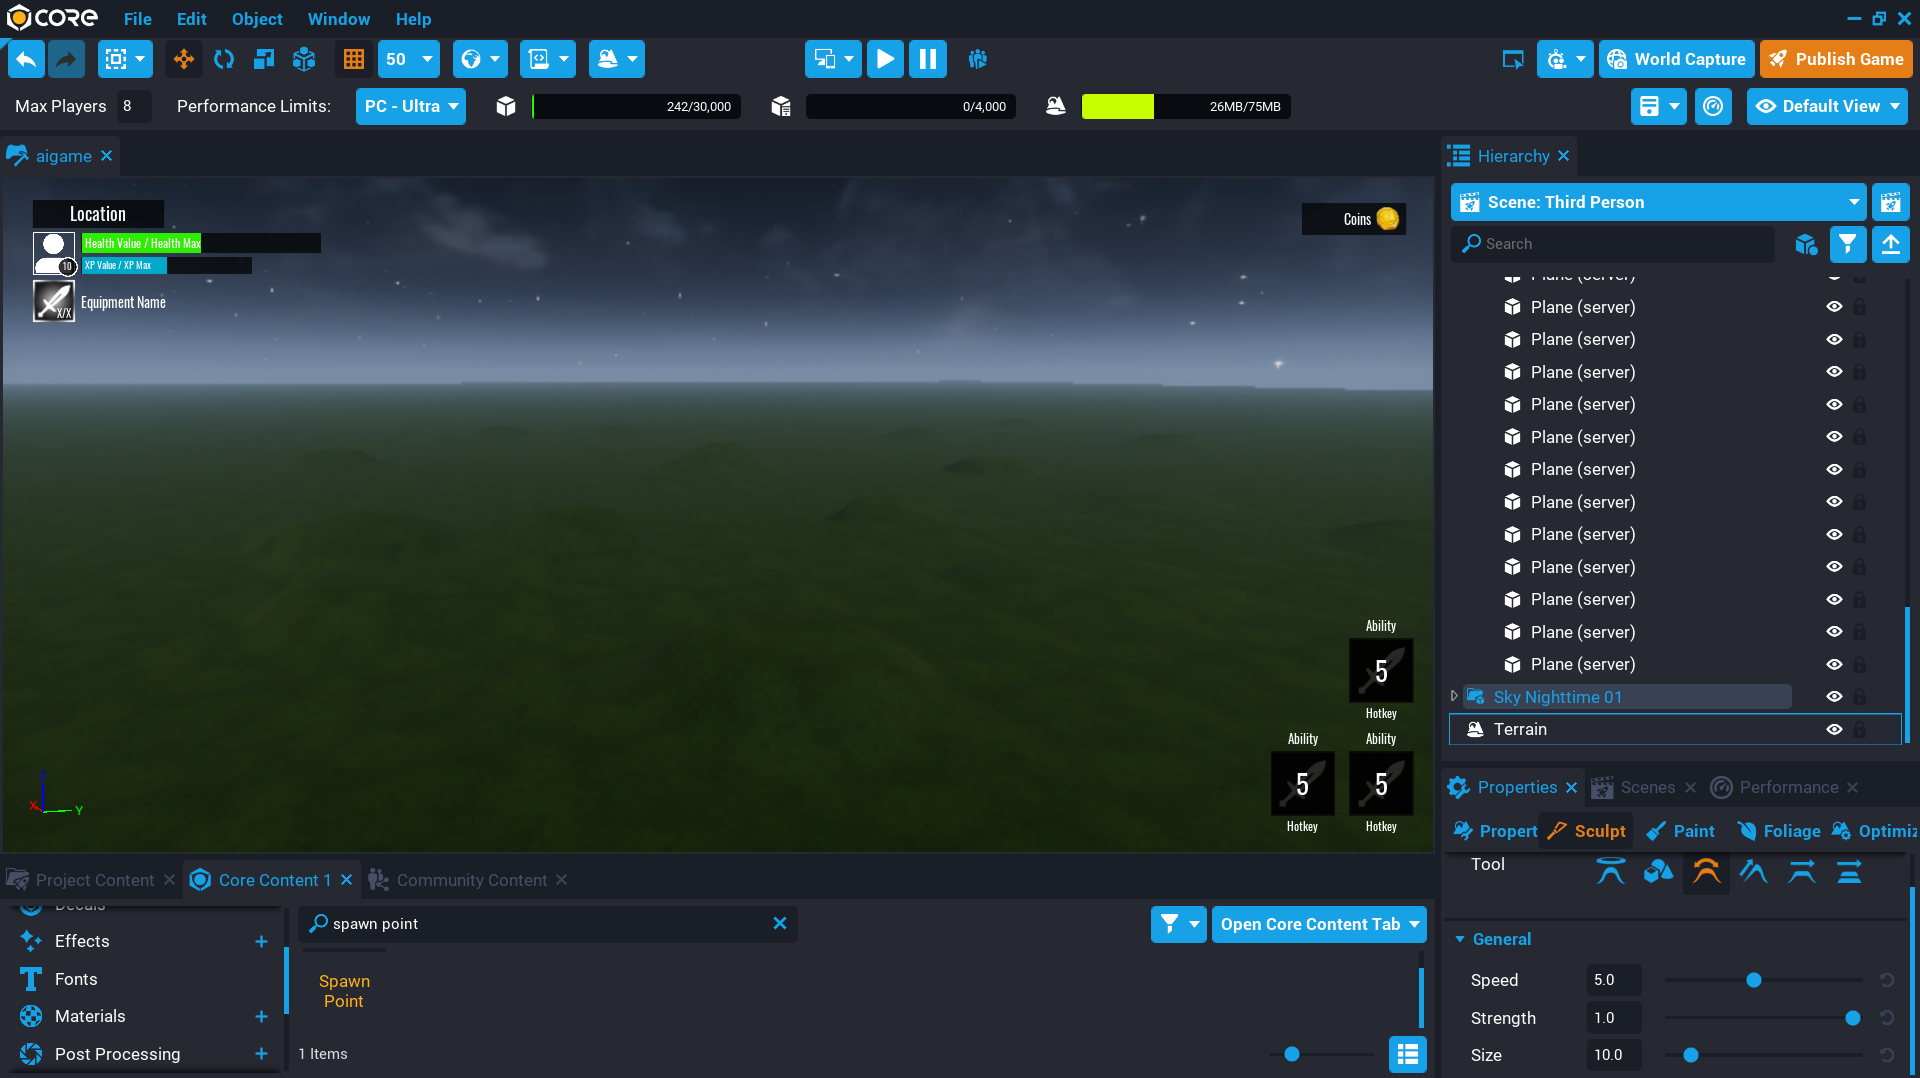 CORE File Edit Object Window Help
50 World Capture Publish Game
Max Players 8 Performance Limits: PC - Ultra 242/30,000 0/4,000 26MB/75MB Default View
aigame
Location
Health Value / Health Max
XP Value / XP Max
10
X/X
Equipment Name
Coins
Ability
5
Hotkey
Ability
5
Hotkey
Ability
5
Hotkey
Z
X
Y
Hierarchy
Scene: Third Person
Search
Plane (server)
Plane (server)
Plane (server)
Plane (server)
Plane (server)
Plane (server)
Plane (server)
Plane (server)
Plane (server)
Plane (server)
Plane (server)
Plane (server)
Plane (server)
Sky Nighttime 01
Terrain
Properties Scenes Performance
Propert Sculpt Paint Foliage Optimiz
Tool
General
Speed 5.0
Strength 1.0
Size 10.0
Project Content Core Content 1 Community Content
Decals
Effects
Fonts
Materials
Post Processing
spawn point
Open Core Content Tab
Spawn
Point
1 Items